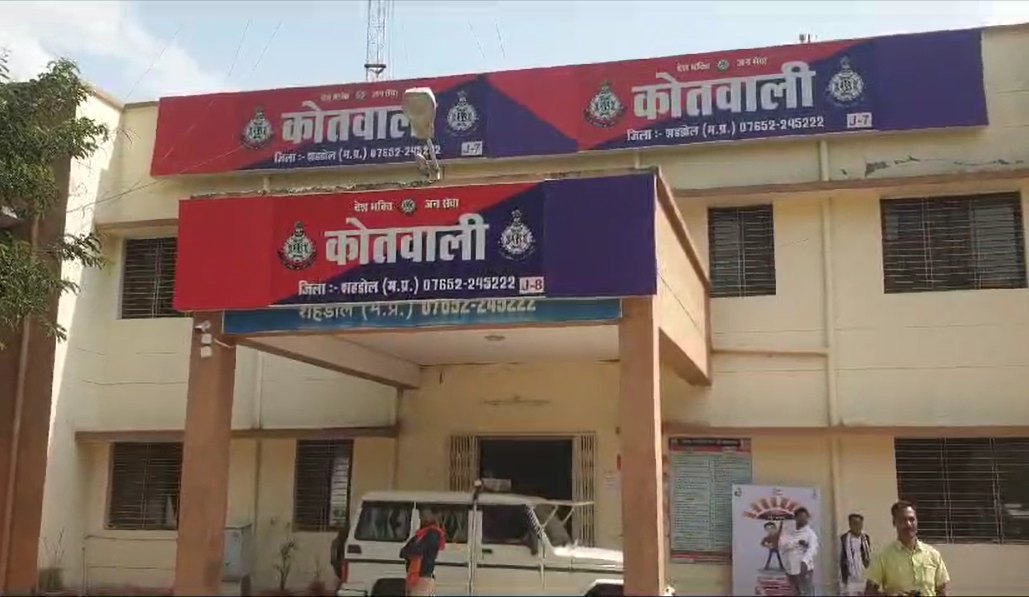 देश भक्ति जन सेवा
कोतवाली
जिला :- शहडोल (म.प्र.) 07652-245222
J-7
देश भक्ति जन सेवा
कोतवाली
जिला :- शहडोल (म.प्र.) 07652-245222
J-7
देश भक्ति जन सेवा
कोतवाली
जिला :- शहडोल (म.प्र.) 07652-245222
J-8
शहडोल (म.प्र.) 07652-245222